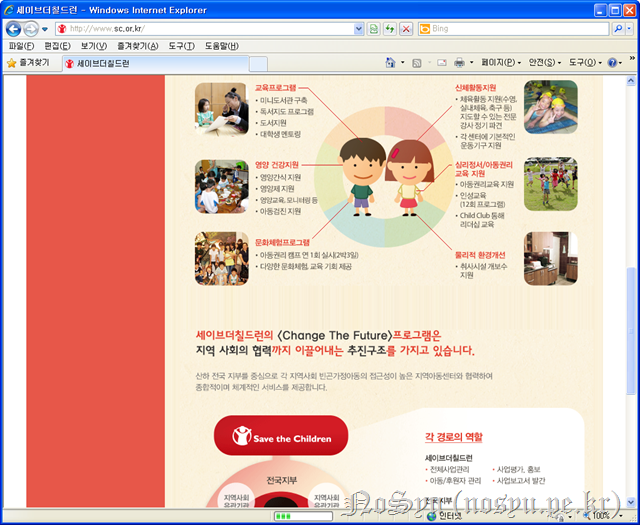 세이브더칠드런 - Windows Internet Explorer
http://www.sc.or.kr/
Bing
파일(F) 편집(E) 보기(V) 즐겨찾기(A) 도구(T) 도움말(H)
즐겨찾기
세이브더칠드런
페이지(P) 안전(S) 도구(O)
교육프로그램
• 미니도서관 구축
• 독서지도 프로그램
• 도서지원
• 대학생 멘토링
신체활동지원
• 체육활동 지원(수영,
실내체육, 축구 등)
지도할 수 있는 전문
강사 정기 파견
• 각 센터에 기본적인
운동기구 지원
영양 건강지원
• 영양간식 지원
• 영양제 지원
• 영양교육, 모니터링 등
• 아동검진 지원
심리정서/아동권리
교육 지원
• 아동권리교육 지원
• 인성교육
(12회 프로그램)
• Child Club 통해
리더십 교육
문화체험프로그램
• 아동권리 캠프 연 1회 실시(2박3일)
• 다양한 문화체험, 교육 기회 제공
물리적 환경개선
• 취사시설 개보수
지원
세이브더칠드런의 <Change The Future>프로그램은
지역 사회의 협력까지 이끌어내는 추진구조를 가지고 있습니다.
산하 전국 지부를 중심으로 각 지역사회 빈곤가정아동의 접근성이 높은 지역아동센터와 협력하여
종합적이며 체계적인 서비스를 제공합니다.
Save the Children
전국지부
지역사회
유관기관
지역사회
유관기관
각 경로의 역할
세이브더칠드런
• 전체사업관리 • 사업평가, 홍보
• 아동/후원자 관리 • 사업보고서 발간
전국지부
NoSyu(nosyu.pe.kr)
인터넷
100%